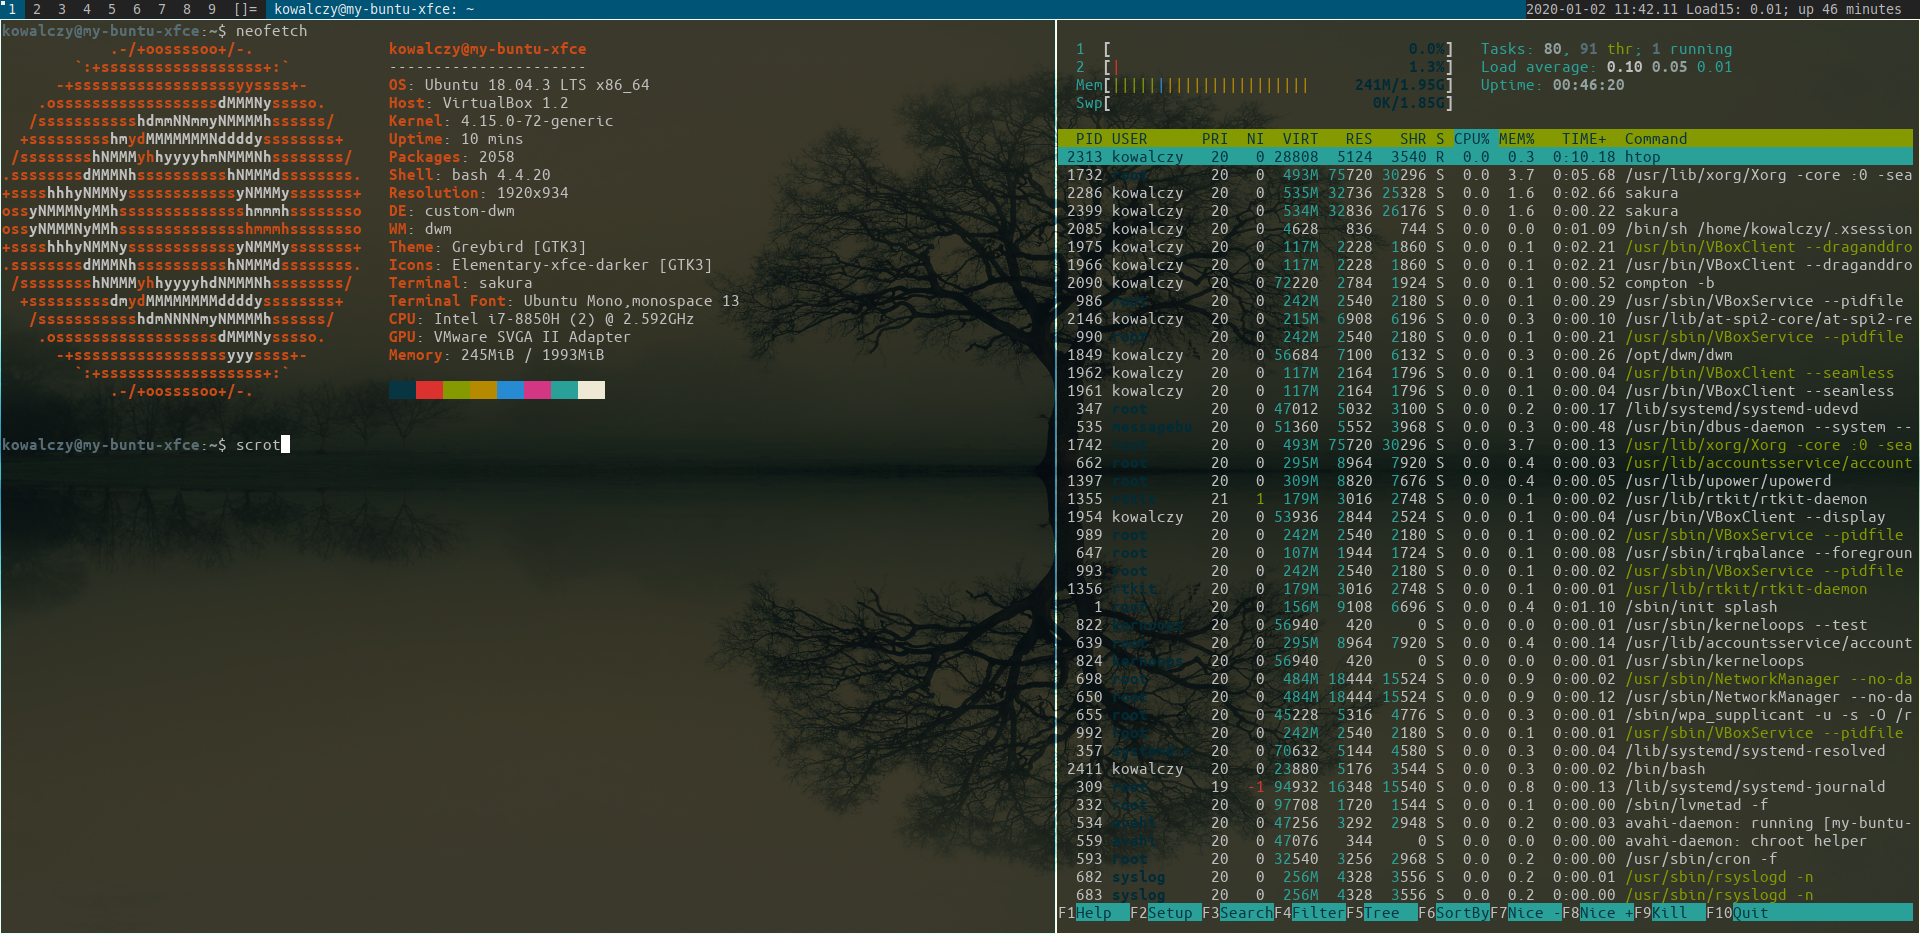 1 2 3 4 5 6 7 8 9 []= kowalczy@my-buntu-xfce: ~ 2020-01-02 11:42.11 Load15: 0.01; up 46 minutes
kowalczy@my-buntu-xfce:~$ neofetch
.-/+oossssoo+/-. kowalczy@my-buntu-xfce
`:+ssssssssssssssssss+:` ----------------------
-+ssssssssssssssssssyyssss+- OS: Ubuntu 18.04.3 LTS x86_64
.ossssssssssssssssssdMMMNysssso. Host: VirtualBox 1.2
/ssssssssssshdmmNNmmyNMMMMhssssss/ Kernel: 4.15.0-72-generic
+ssssssssshmydMMMMMMMNddddyssssssss+ Uptime: 10 mins
/sssssssshNMMMyhhyyyyhmNMMMNhssssssss/ Packages: 2058
.ssssssssdMMMNhsssssssssshNMMMdssssssss. Shell: bash 4.4.20
+sssshhhyNMMNyssssssssssssyNMMMysssssss+ Resolution: 1920x934
ossyNMMMNyMMhsssssssssssssshmmmhssssssso DE: custom-dwm
ossyNMMMNyMMhsssssssssssssshmmmhssssssso WM: dwm
+sssshhhyNMMNyssssssssssssyNMMMysssssss+ Theme: Greybird [GTK3]
.ssssssssdMMMNhsssssssssshNMMMdssssssss. Icons: Elementary-xfce-darker [GTK3]
/sssssssshNMMMyhhyyyyhdNMMMNhssssssss/ Terminal: sakura
+sssssssssdmydMMMMMMMMddddyssssssss+ Terminal Font: Ubuntu Mono,monospace 13
/ssssssssssshdmNNNNmyNMMMMhssssss/ CPU: Intel i7-8850H (2) @ 2.592GHz
.ossssssssssssssssssdMMMNysssso. GPU: VMware SVGA II Adapter
-+sssssssssssssssssyyyssss+- Memory: 245MiB / 1993MiB
`:+ssssssssssssssssss+:`
.-/+oossssoo+/-.
kowalczy@my-buntu-xfce:~$ scrot
1 [ 0.0%] Tasks: 80, 91 thr; 1 running
2 [| 1.3%] Load average: 0.10 0.05 0.01
Mem[|||||||||||||||||||||| 241M/1.95G] Uptime: 00:46:20
Swp[ 0K/1.85G]
PID USER PRI NI VIRT RES SHR S CPU% MEM% TIME+ Command
2313 kowalczy 20 0 28808 5124 3540 R 0.0 0.3 0:10.18 htop
1732 root 20 0 493M 75720 30296 S 0.0 3.7 0:05.68 /usr/lib/xorg/Xorg -core :0 -sea
2286 kowalczy 20 0 535M 32736 25328 S 0.0 1.6 0:02.66 sakura
2399 kowalczy 20 0 534M 32836 26176 S 0.0 1.6 0:00.22 sakura
2085 kowalczy 20 0 4628 836 744 S 0.0 0.0 0:01.09 /bin/sh /home/kowalczy/.xsession
1975 kowalczy 20 0 117M 2228 1860 S 0.0 0.1 0:02.21 /usr/bin/VBoxClient --draganddro
1966 kowalczy 20 0 117M 2228 1860 S 0.0 0.1 0:02.21 /usr/bin/VBoxClient --draganddro
2090 kowalczy 20 0 72220 2784 1924 S 0.0 0.1 0:00.52 compton -b
986 root 20 0 242M 2540 2180 S 0.0 0.1 0:00.29 /usr/sbin/VBoxService --pidfile
2146 kowalczy 20 0 215M 6908 6196 S 0.0 0.3 0:00.10 /usr/lib/at-spi2-core/at-spi2-re
990 root 20 0 242M 2540 2180 S 0.0 0.1 0:00.21 /usr/sbin/VBoxService --pidfile
1849 kowalczy 20 0 56684 7100 6132 S 0.0 0.3 0:00.26 /opt/dwm/dwm
1962 kowalczy 20 0 117M 2164 1796 S 0.0 0.1 0:00.04 /usr/bin/VBoxClient --seamless
1961 kowalczy 20 0 117M 2164 1796 S 0.0 0.1 0:00.04 /usr/bin/VBoxClient --seamless
347 root 20 0 47012 5032 3100 S 0.0 0.2 0:00.17 /lib/systemd/systemd-udevd
535 messagebu 20 0 51360 5552 3968 S 0.0 0.3 0:00.48 /usr/bin/dbus-daemon --system --
1742 root 20 0 493M 75720 30296 S 0.0 3.7 0:00.13 /usr/lib/xorg/Xorg -core :0 -sea
662 root 20 0 295M 8964 7920 S 0.0 0.4 0:00.03 /usr/lib/accountsservice/account
1397 root 20 0 309M 8820 7676 S 0.0 0.4 0:00.05 /usr/lib/upower/upowerd
1355 rtkit 21 1 179M 3016 2748 S 0.0 0.1 0:00.02 /usr/lib/rtkit/rtkit-daemon
1954 kowalczy 20 0 53936 2844 2524 S 0.0 0.1 0:00.04 /usr/bin/VBoxClient --display
989 root 20 0 242M 2540 2180 S 0.0 0.1 0:00.02 /usr/sbin/VBoxService --pidfile
647 root 20 0 107M 1944 1724 S 0.0 0.1 0:00.08 /usr/sbin/irqbalance --foregroun
993 root 20 0 242M 2540 2180 S 0.0 0.1 0:00.02 /usr/sbin/VBoxService --pidfile
1356 rtkit 20 0 179M 3016 2748 S 0.0 0.1 0:00.01 /usr/lib/rtkit/rtkit-daemon
1 root 20 0 156M 9108 6696 S 0.0 0.4 0:01.10 /sbin/init splash
822 kernoops 20 0 56940 420 0 S 0.0 0.0 0:00.01 /usr/sbin/kerneloops --test
639 root 20 0 295M 8964 7920 S 0.0 0.4 0:00.14 /usr/lib/accountsservice/account
824 kernoops 20 0 56940 420 0 S 0.0 0.0 0:00.01 /usr/sbin/kerneloops
698 root 20 0 484M 18444 15524 S 0.0 0.9 0:00.02 /usr/sbin/NetworkManager --no-da
650 root 20 0 484M 18444 15524 S 0.0 0.9 0:00.12 /usr/sbin/NetworkManager --no-da
655 root 20 0 45228 5316 4776 S 0.0 0.3 0:00.01 /sbin/wpa_supplicant -u -s -O /r
992 root 20 0 242M 2540 2180 S 0.0 0.1 0:00.01 /usr/sbin/VBoxService --pidfile
357 20 0 70632 5144 4580 S 0.0 0.3 0:00.04 /lib/systemd/systemd-resolved
2411 kowalczy 20 0 23880 5176 3544 S 0.0 0.3 0:00.02 /bin/bash
309 root 19 -1 94932 16348 15540 S 0.0 0.8 0:00.13 /lib/systemd/systemd-journald
332 root 20 0 97708 1720 1544 S 0.0 0.1 0:00.00 /sbin/lvmetad -f
534 avahi 20 0 47256 3292 2948 S 0.0 0.2 0:00.03 avahi-daemon: running [my-buntu-
559 avahi 20 0 47076 344 0 S 0.0 0.0 0:00.00 avahi-daemon: chroot helper
593 root 20 0 32540 3256 2968 S 0.0 0.2 0:00.00 /usr/sbin/cron -f
682 syslog 20 0 256M 4328 3556 S 0.0 0.2 0:00.01 /usr/sbin/rsyslogd -n
683 syslog 20 0 256M 4328 3556 S 0.0 0.2 0:00.00 /usr/sbin/rsyslogd -n
F1Help F2Setup F3SearchF4FilterF5Tree F6SortByF7Nice -F8Nice +F9Kill F10Quit